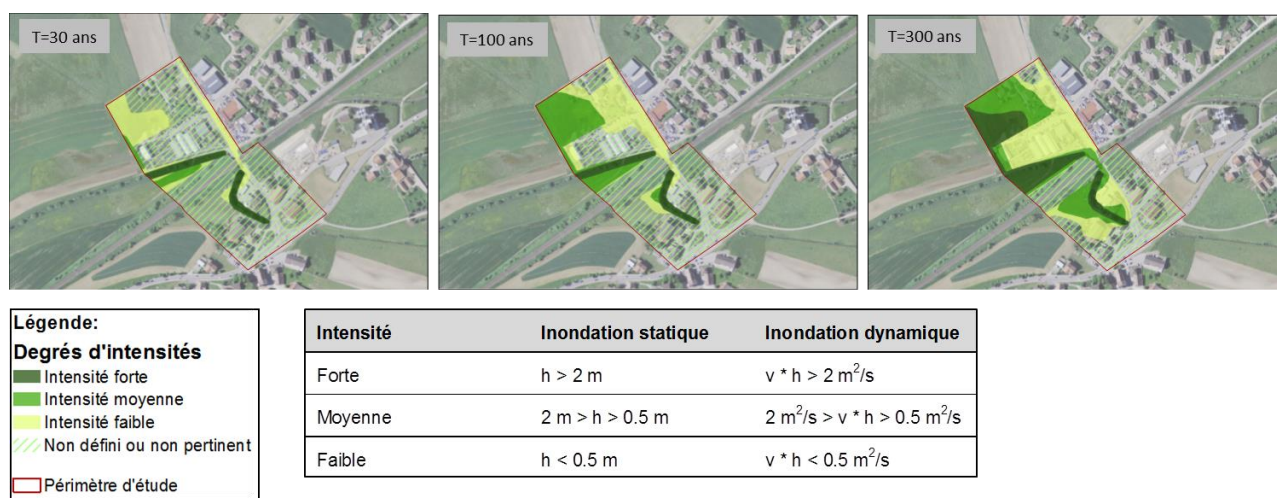 T=30 ans
T=100 ans
T=300 ans
Légende:
Degrés d'intensités
Intensité forte
Intensité moyenne
Intensité faible
Non défini ou non pertinent
Périmètre d'étude
Intensité Inondation statique Inondation dynamique
Forte h > 2 m v * h > 2 m²/s
Moyenne 2 m > h > 0.5 m 2 m²/s > v * h > 0.5 m²/s
Faible h < 0.5 m v * h < 0.5 m²/s